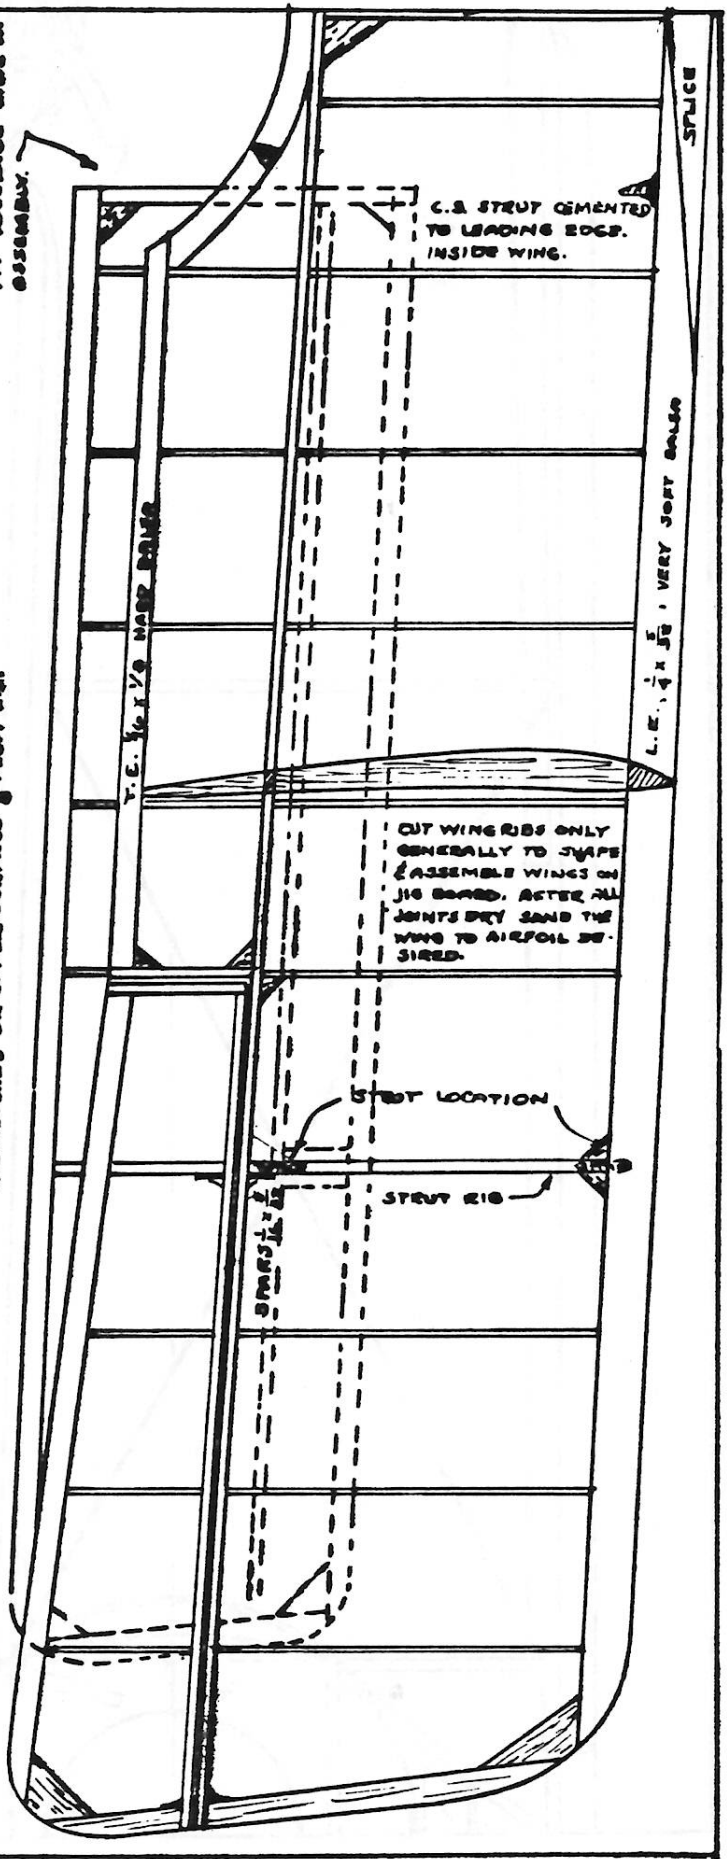 ASSEMBLY.
SPLICE
C.S. STRUT CEMENTED
TO LEADING EDGE.
INSIDE WING.
L.E., 1/4 x 5/32, VERY SOFT BALSA
T.E. 1/16 x 1/8 HARD BALSA
CUT WING RIBS ONLY
GENERALLY TO SHAPE
& ASSEMBLE WINGS ON
JIG BOARD. AFTER ALL
JOINTS DRY SAND THE
WING TO AIRFOIL DE-
SIRED.
STRUT LOCATION
STRUT RIB
SPARS